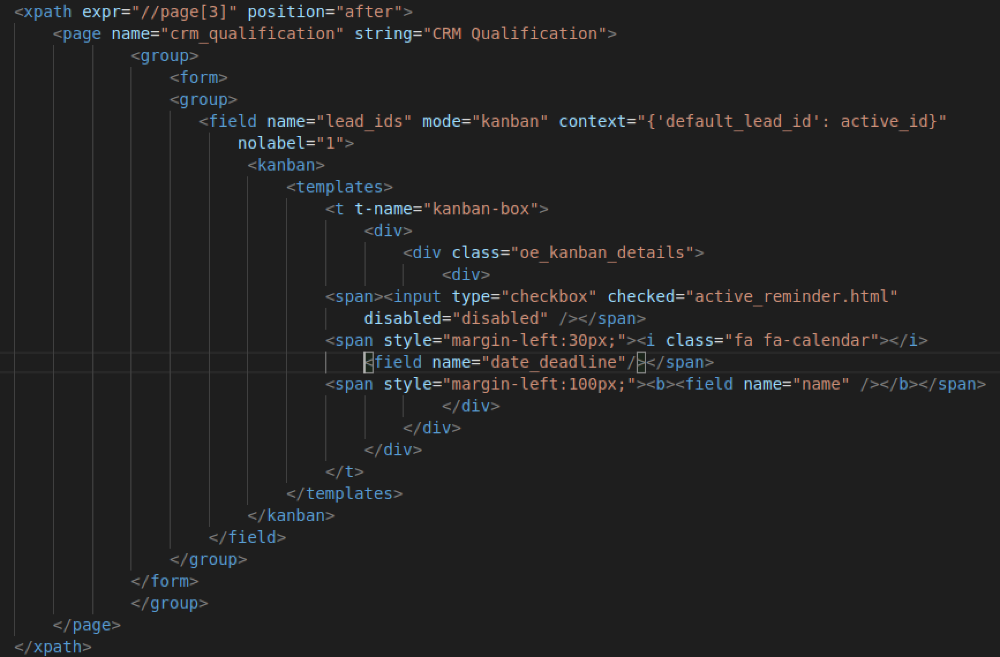 <xpath expr="//page[3]" position="after">
<page name="crm_qualification" string="CRM Qualification">
<group>
<form>
<group>
<field name="lead_ids" mode="kanban" context="{'default_lead_id': active_id}"
nolabel="1">
<kanban>
<templates>
<t t-name="kanban-box">
<div>
<div class="oe_kanban_details">
<div>
<span><input type="checkbox" checked="active_reminder.html"
disabled="disabled" /></span>
<span style="margin-left:30px;"><i class="fa fa-calendar"></i>
<field name="date_deadline"/></span>
<span style="margin-left:100px;"><b><field name="name" /></b></span>
</div>
</div>
</div>
</t>
</templates>
</kanban>
</field>
</group>
</form>
</group>
</page>
</xpath>